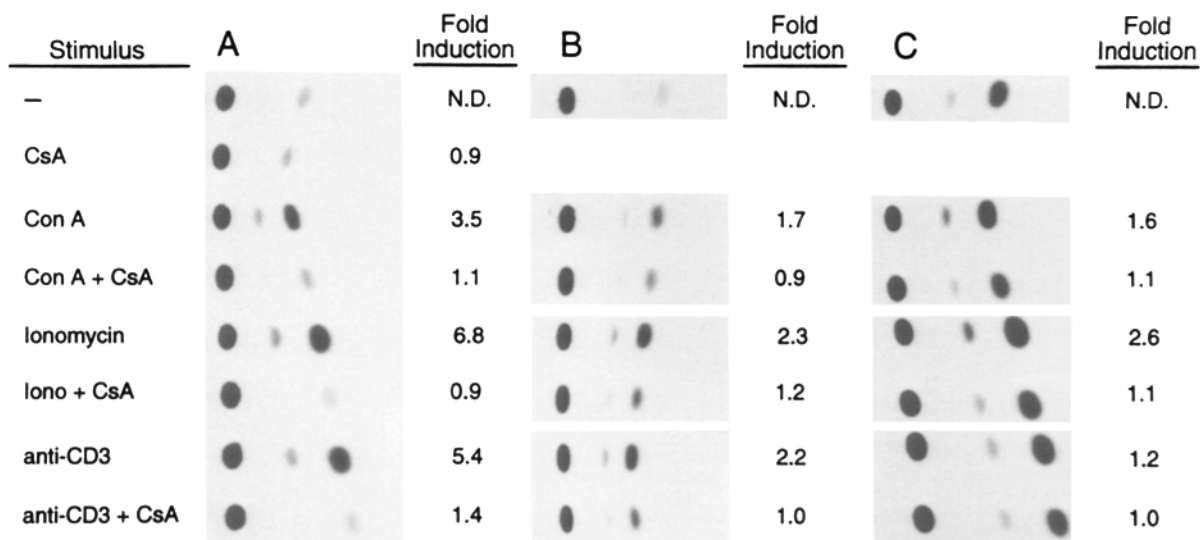 Stimulus A Fold Induction B Fold Induction C Fold Induction
– N.D. N.D. N.D.
CsA 0.9
Con A 3.5 1.7 1.6
Con A + CsA 1.1 0.9 1.1
Ionomycin 6.8 2.3 2.6
Iono + CsA 0.9 1.2 1.1
anti-CD3 5.4 2.2 1.2
anti-CD3 + CsA 1.4 1.0 1.0